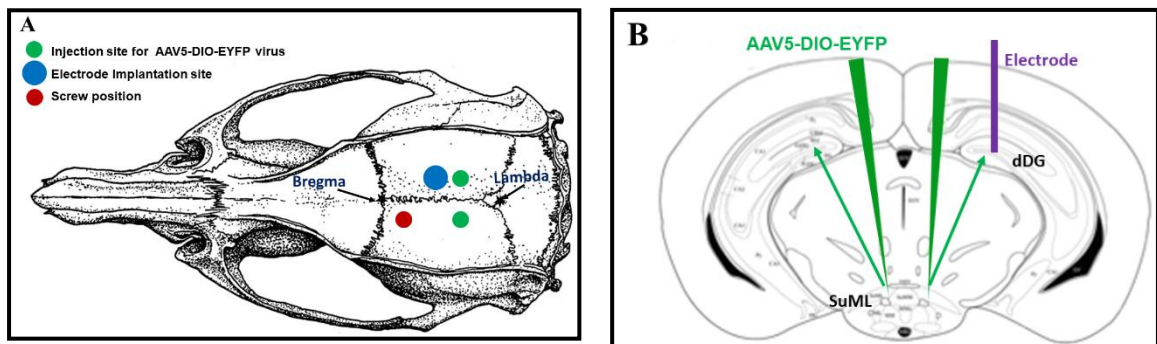 A
Injection site for AAV5-DIO-EYFP virus
Electrode Implantation site
Screw position
Bregma
Lambda
B
AAV5-DIO-EYFP
Electrode
dDG
SuML